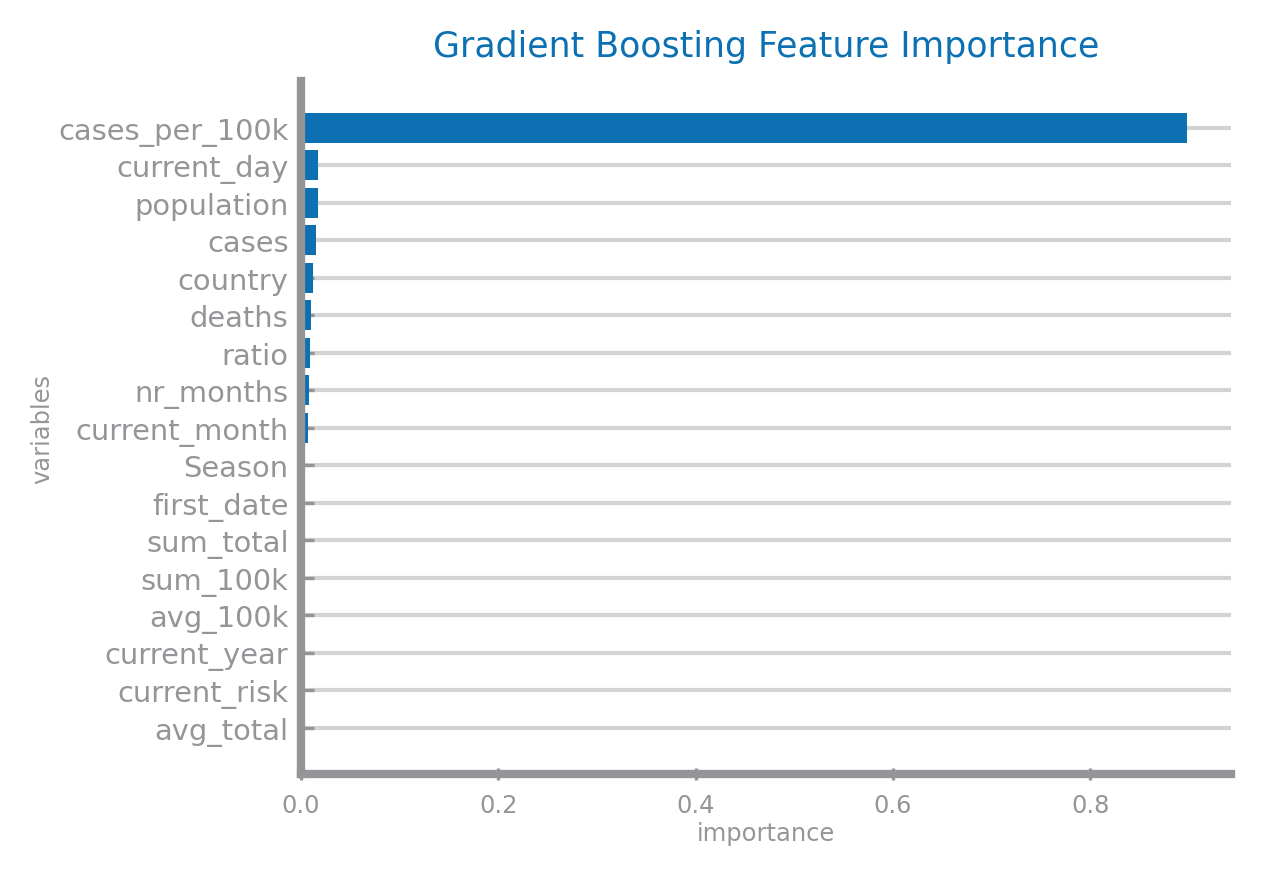 Gradient Boosting Feature Importance
cases_per_100k
current_day
population
cases
country
deaths
ratio
nr_months
current_month
Season
first_date
sum_total
sum_100k
avg_100k
current_year
current_risk
avg_total
variables
0.0 0.2 0.4 0.6 0.8
importance